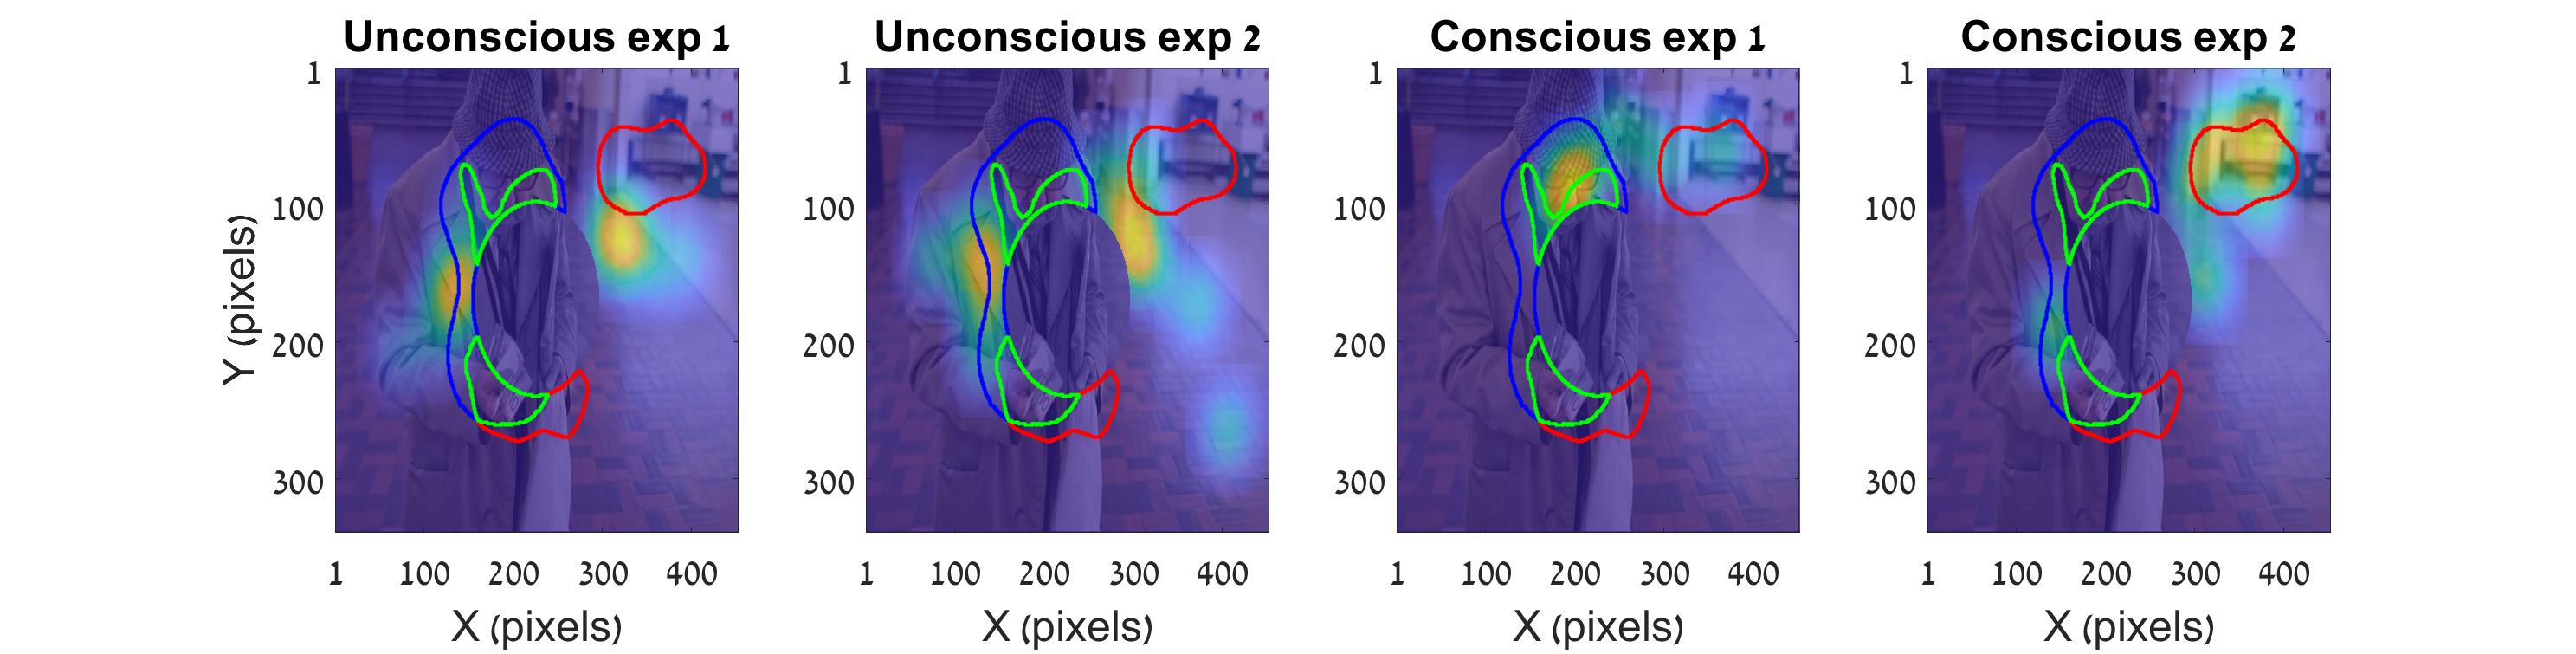 Unconscious exp 1 Unconscious exp 2 Conscious exp 1 Conscious exp 2
1 1 1 1
100 100 100 100
200 200 200 200
300 300 300 300
Y (pixels)
1 100 200 300 400 1 100 200 300 400 1 100 200 300 400 1 100 200 300 400
X (pixels) X (pixels) X (pixels) X (pixels)